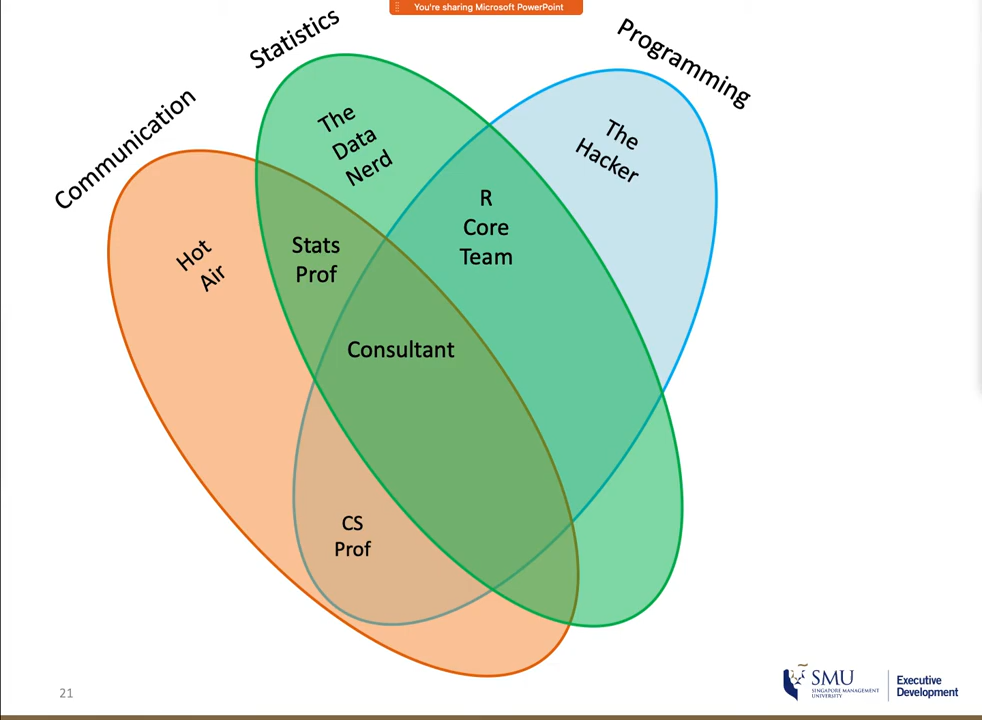 You're sharing Microsoft PowerPoint
Statistics
Programming
Communication
The
Data
Nerd
The
Hacker
R
Core
Team
Hot
Air
Stats
Prof
Consultant
CS
Prof
21
SMU
SINGAPORE MANAGEMENT
UNIVERSITY
Executive
Development